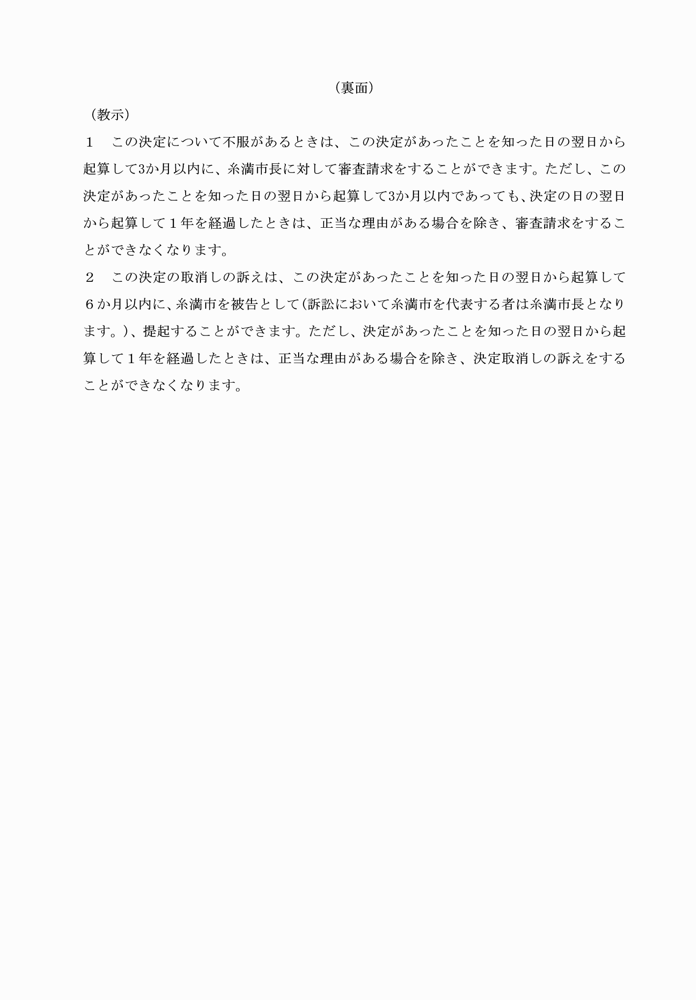 （裏面）
（教示）
１　この決定について不服があるときは、この決定があったことを知った日の翌日から
起算して3か月以内に、糸満市長に対して審査請求をすることができます。ただし、この
決定があったことを知った日の翌日から起算して3か月以内であっても、決定の日の翌日
から起算して１年を経過したときは、正当な理由がある場合を除き、審査請求をするこ
とができなくなります。
２　この決定の取消しの訴えは、この決定があったことを知った日の翌日から起算して
６か月以内に、糸満市を被告として(訴訟において糸満市を代表する者は糸満市長となり
ます。)、提起することができます。ただし、決定があったことを知った日の翌日から起
算して１年を経過したときは、正当な理由がある場合を除き、決定取消しの訴えをする
ことができなくなります。